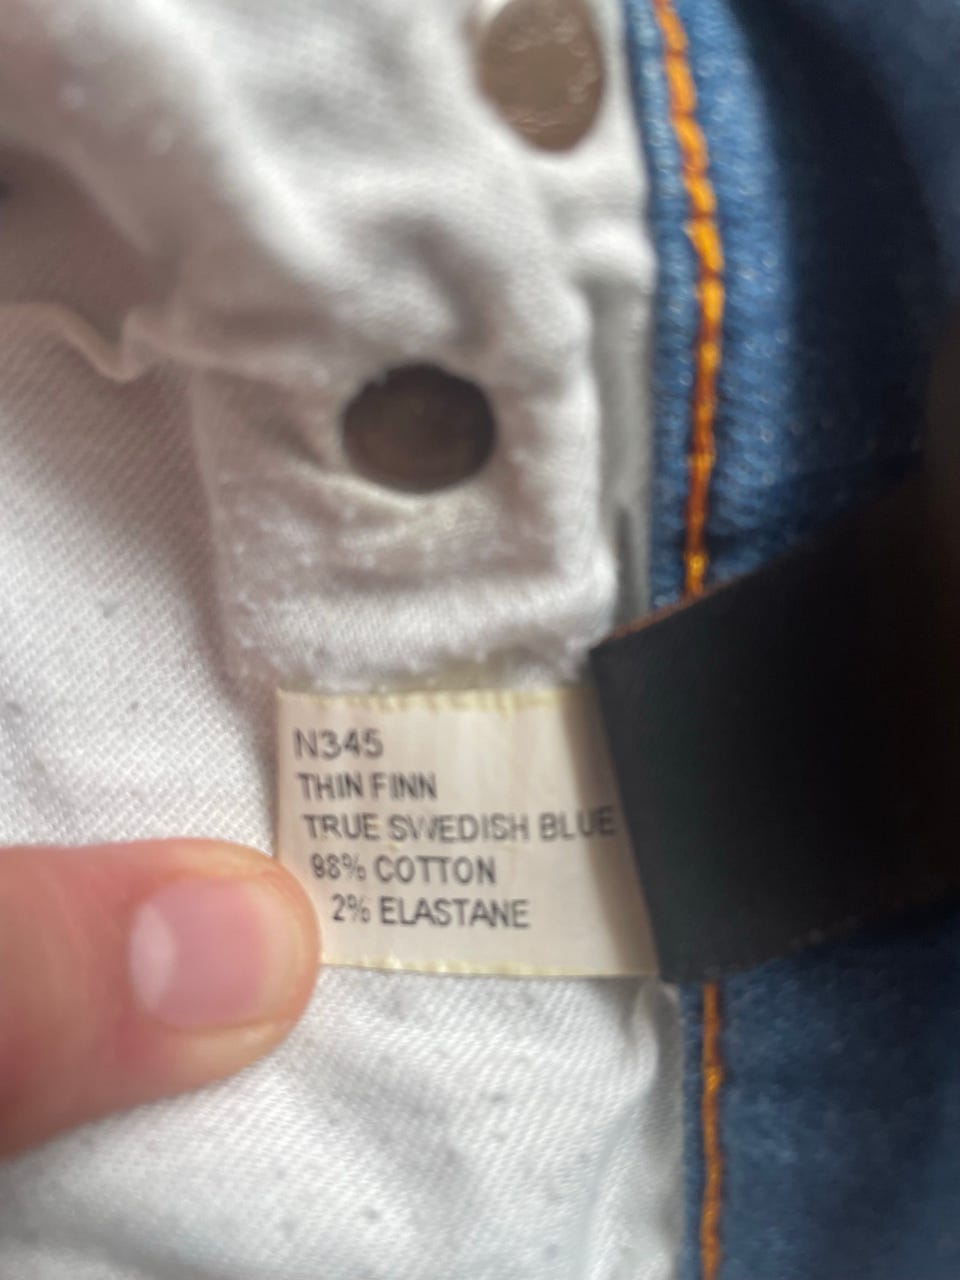 N345
THIN FINN
TRUE SWEDISH BLUE
98% COTTON
2% ELASTANE